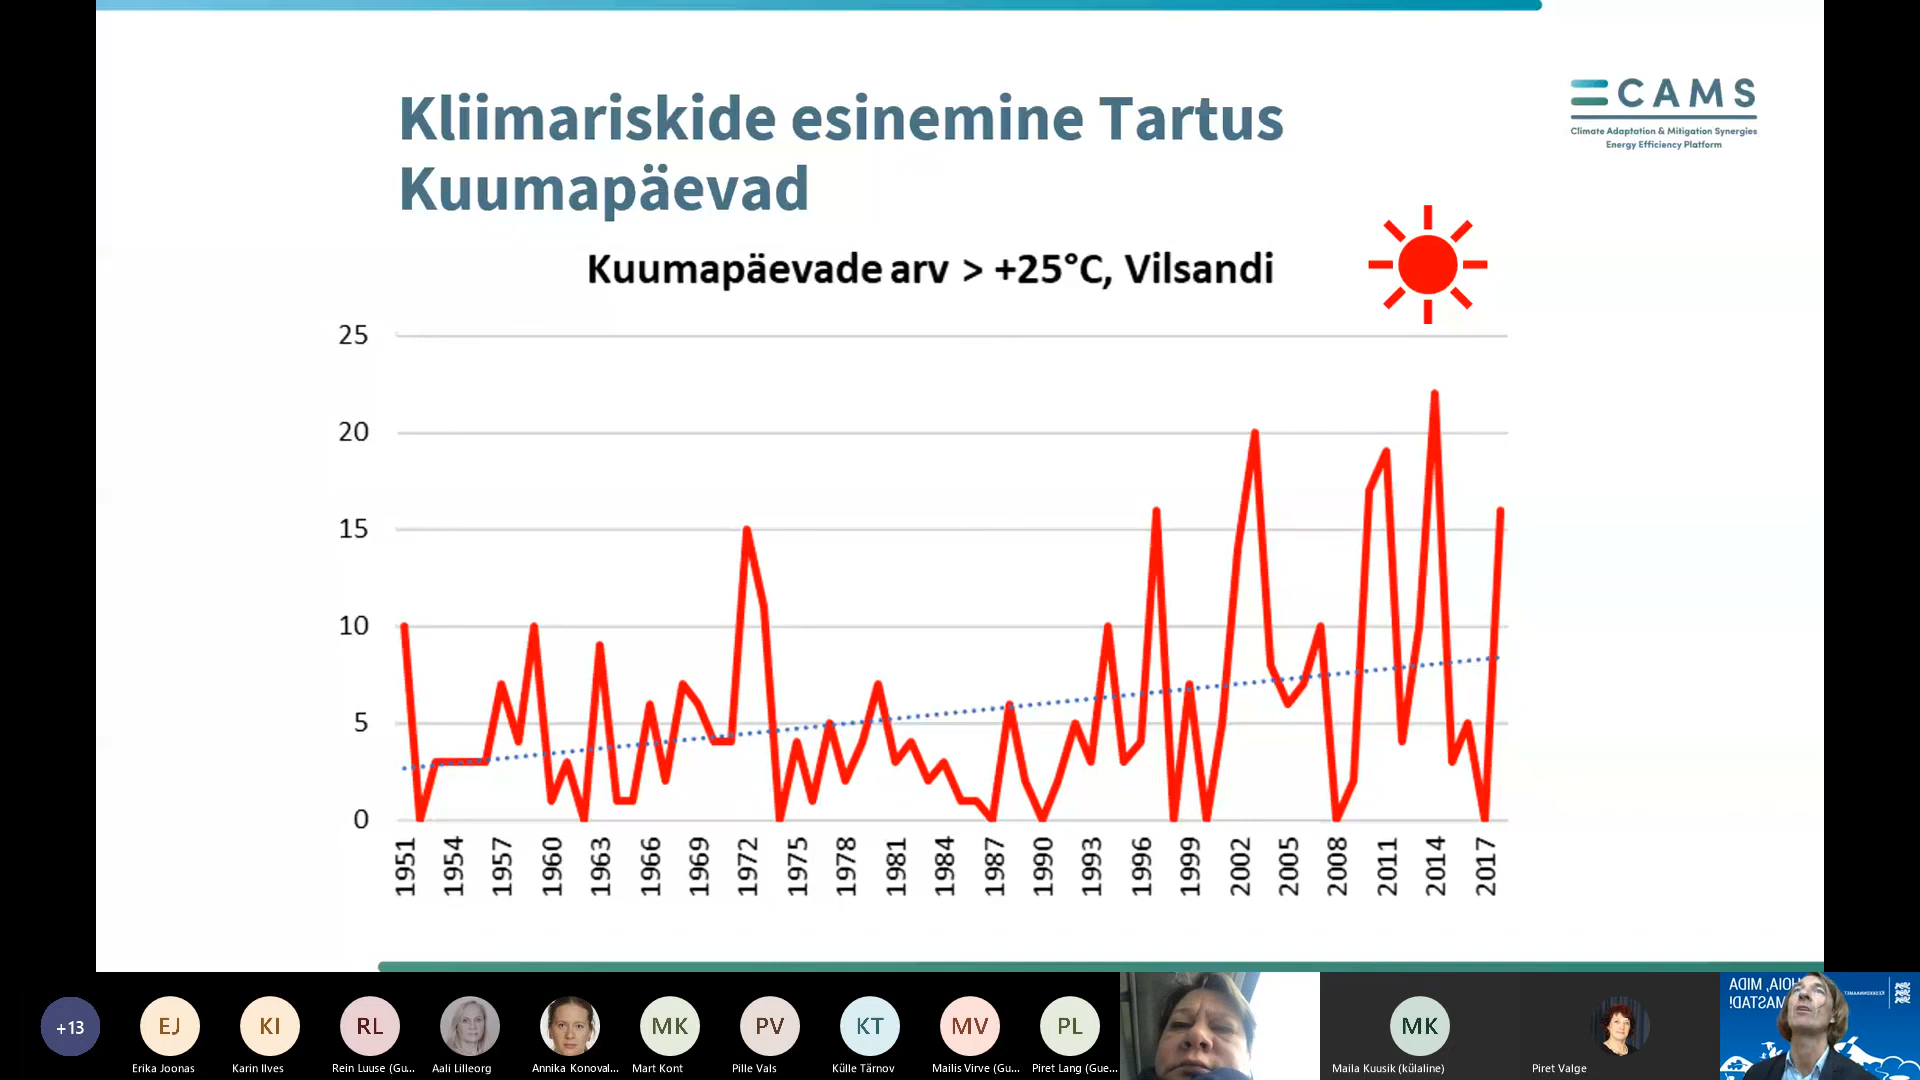 Kliimariskide esinemine Tartus
Kuumapäevad
CAMS
Climate Adaptation & Mitigation Synergies
Energy Efficiency Platform
Kuumapäevade arv > +25°C, Vilsandi
25
20
15
10
5
0
1951
1954
1957
1960
1963
1966
1969
1972
1975
1978
1981
1984
1987
1990
1993
1996
1999
2002
2005
2008
2011
2014
2017
+13
EJ
KI
RL
MK
PV
KT
MV
PL
MK
Erika Joonas
Karin Ilves
Rein Luuse (Gu...
Aali Lilleorg
Annika Konoval...
Mart Kont
Pille Vals
Külle Tärnov
Mailis Virve (Gu...
Piret Lang (Gue...
Maila Kuusik (külaline)
Piret Valge
HOIA, MIDA